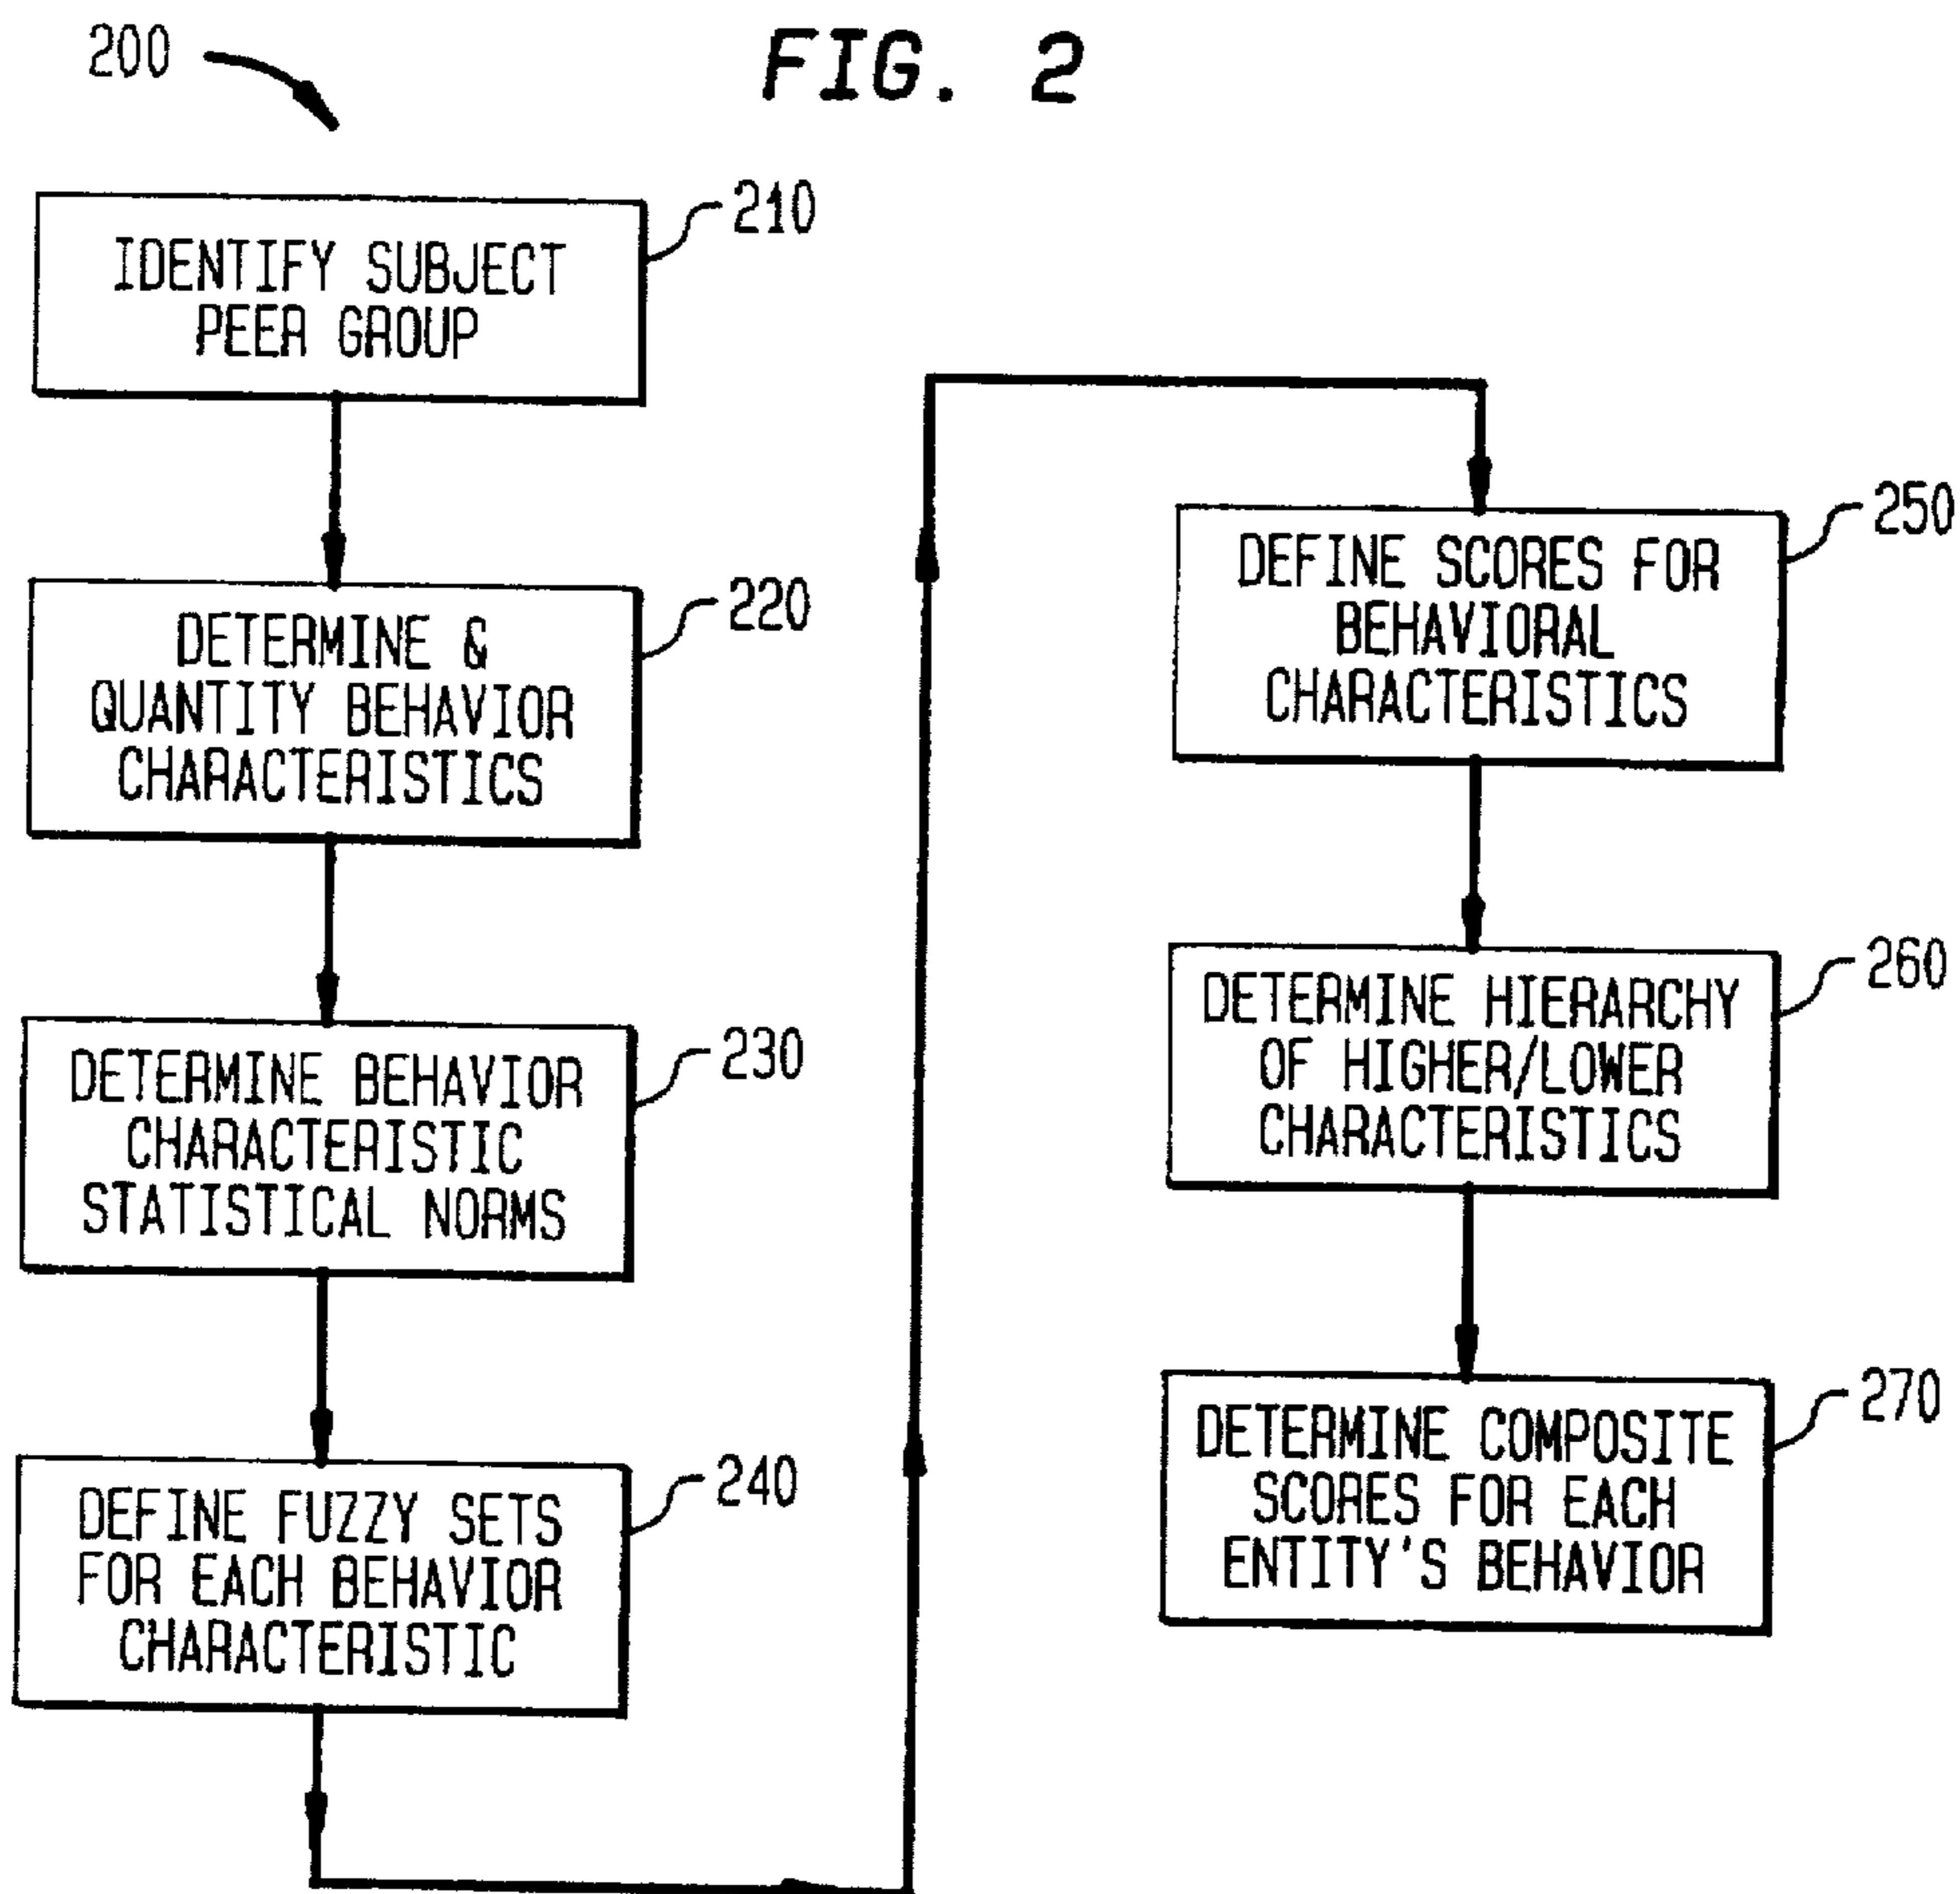 200
FIG. 2
210
IDENTIFY SUBJECT
PEER GROUP
220
DETERMINE &
QUANTITY BEHAVIOR
CHARACTERISTICS
230
DETERMINE BEHAVIOR
CHARACTERISTIC
STATISTICAL NORMS
240
DEFINE FUZZY SETS
FOR EACH BEHAVIOR
CHARACTERISTIC
250
DEFINE SCORES FOR
BEHAVIORAL
CHARACTERISTICS
260
DETERMINE HIERARCHY
OF HIGHER/LOWER
CHARACTERISTICS
270
DETERMINE COMPOSITE
SCORES FOR EACH
ENTITY'S BEHAVIOR